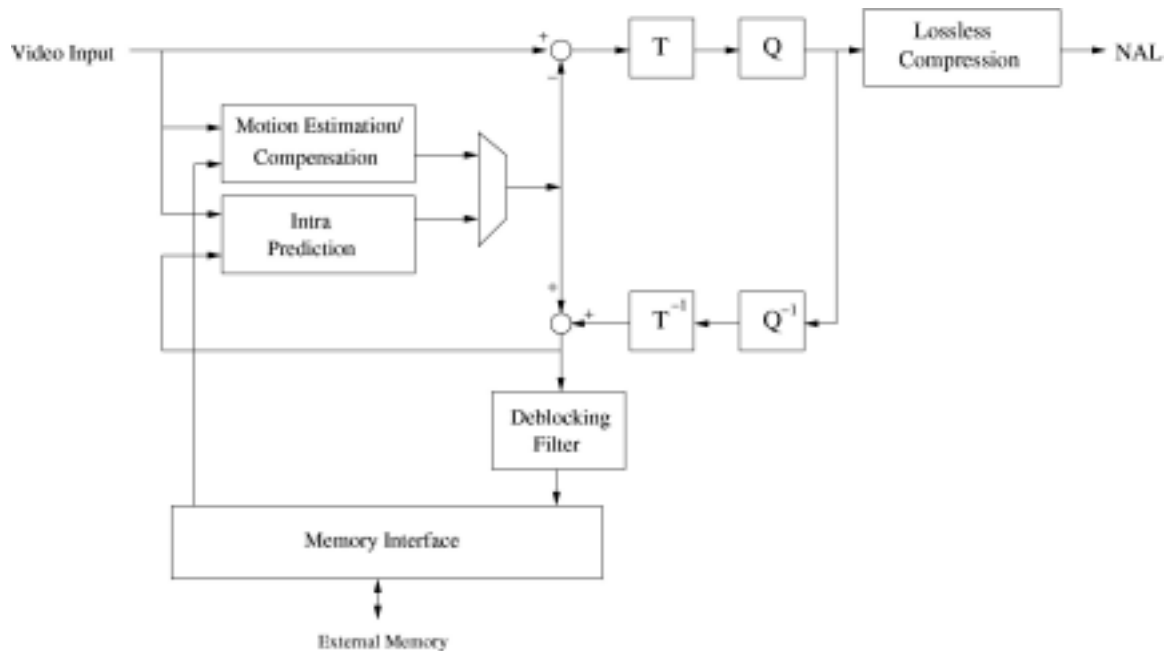 Video Input
+
−
T
Q
Lossless
Compression
NAL
Motion Estimation/
Compensation
Intra
Prediction
+
+
T⁻¹
Q⁻¹
Deblocking
Filter
Memory Interface
External Memory